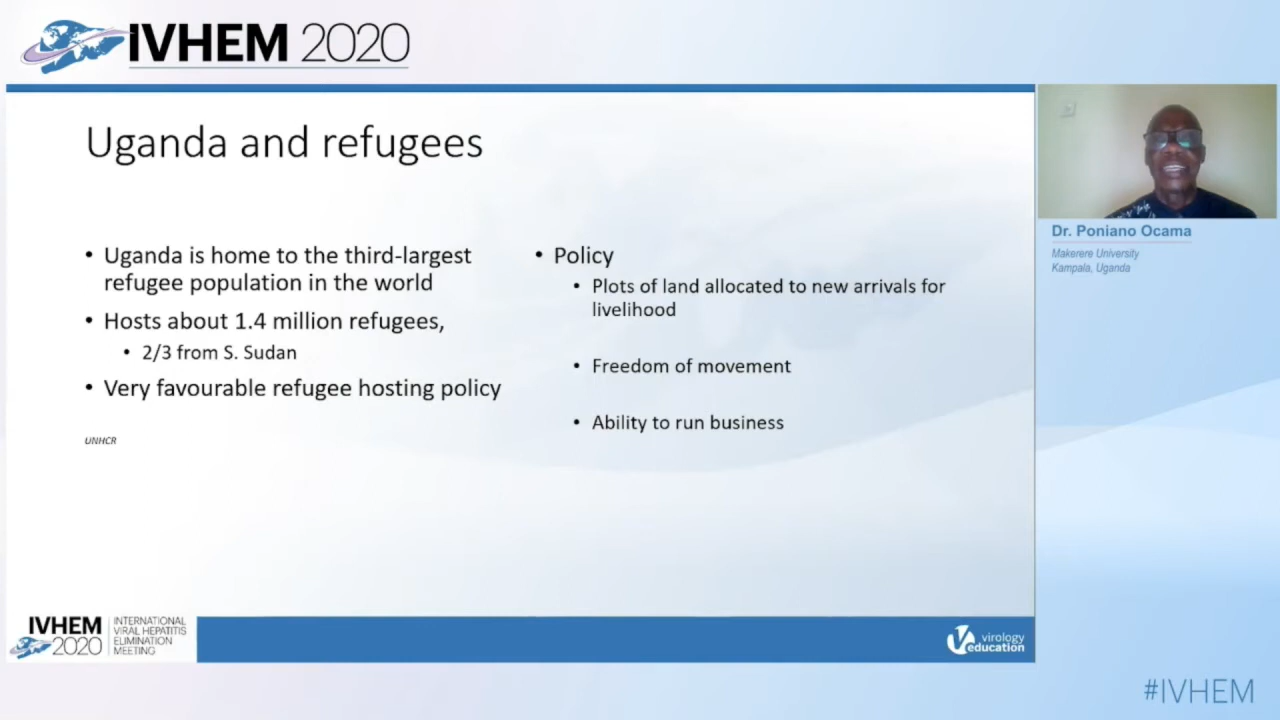 IVHEM 2020
Uganda and refugees
• Uganda is home to the third-largest
refugee population in the world
• Hosts about 1.4 million refugees,
• 2/3 from S. Sudan
• Very favourable refugee hosting policy
UNHCR
• Policy
• Plots of land allocated to new arrivals for
livelihood
• Freedom of movement
• Ability to run business
Dr. Poniano Ocama
Makerere University
Kampala, Uganda
IVHEM
2020
INTERNATIONAL
VIRAL HEPATITIS
ELIMINATION
MEETING
virology
education
#IVHEM